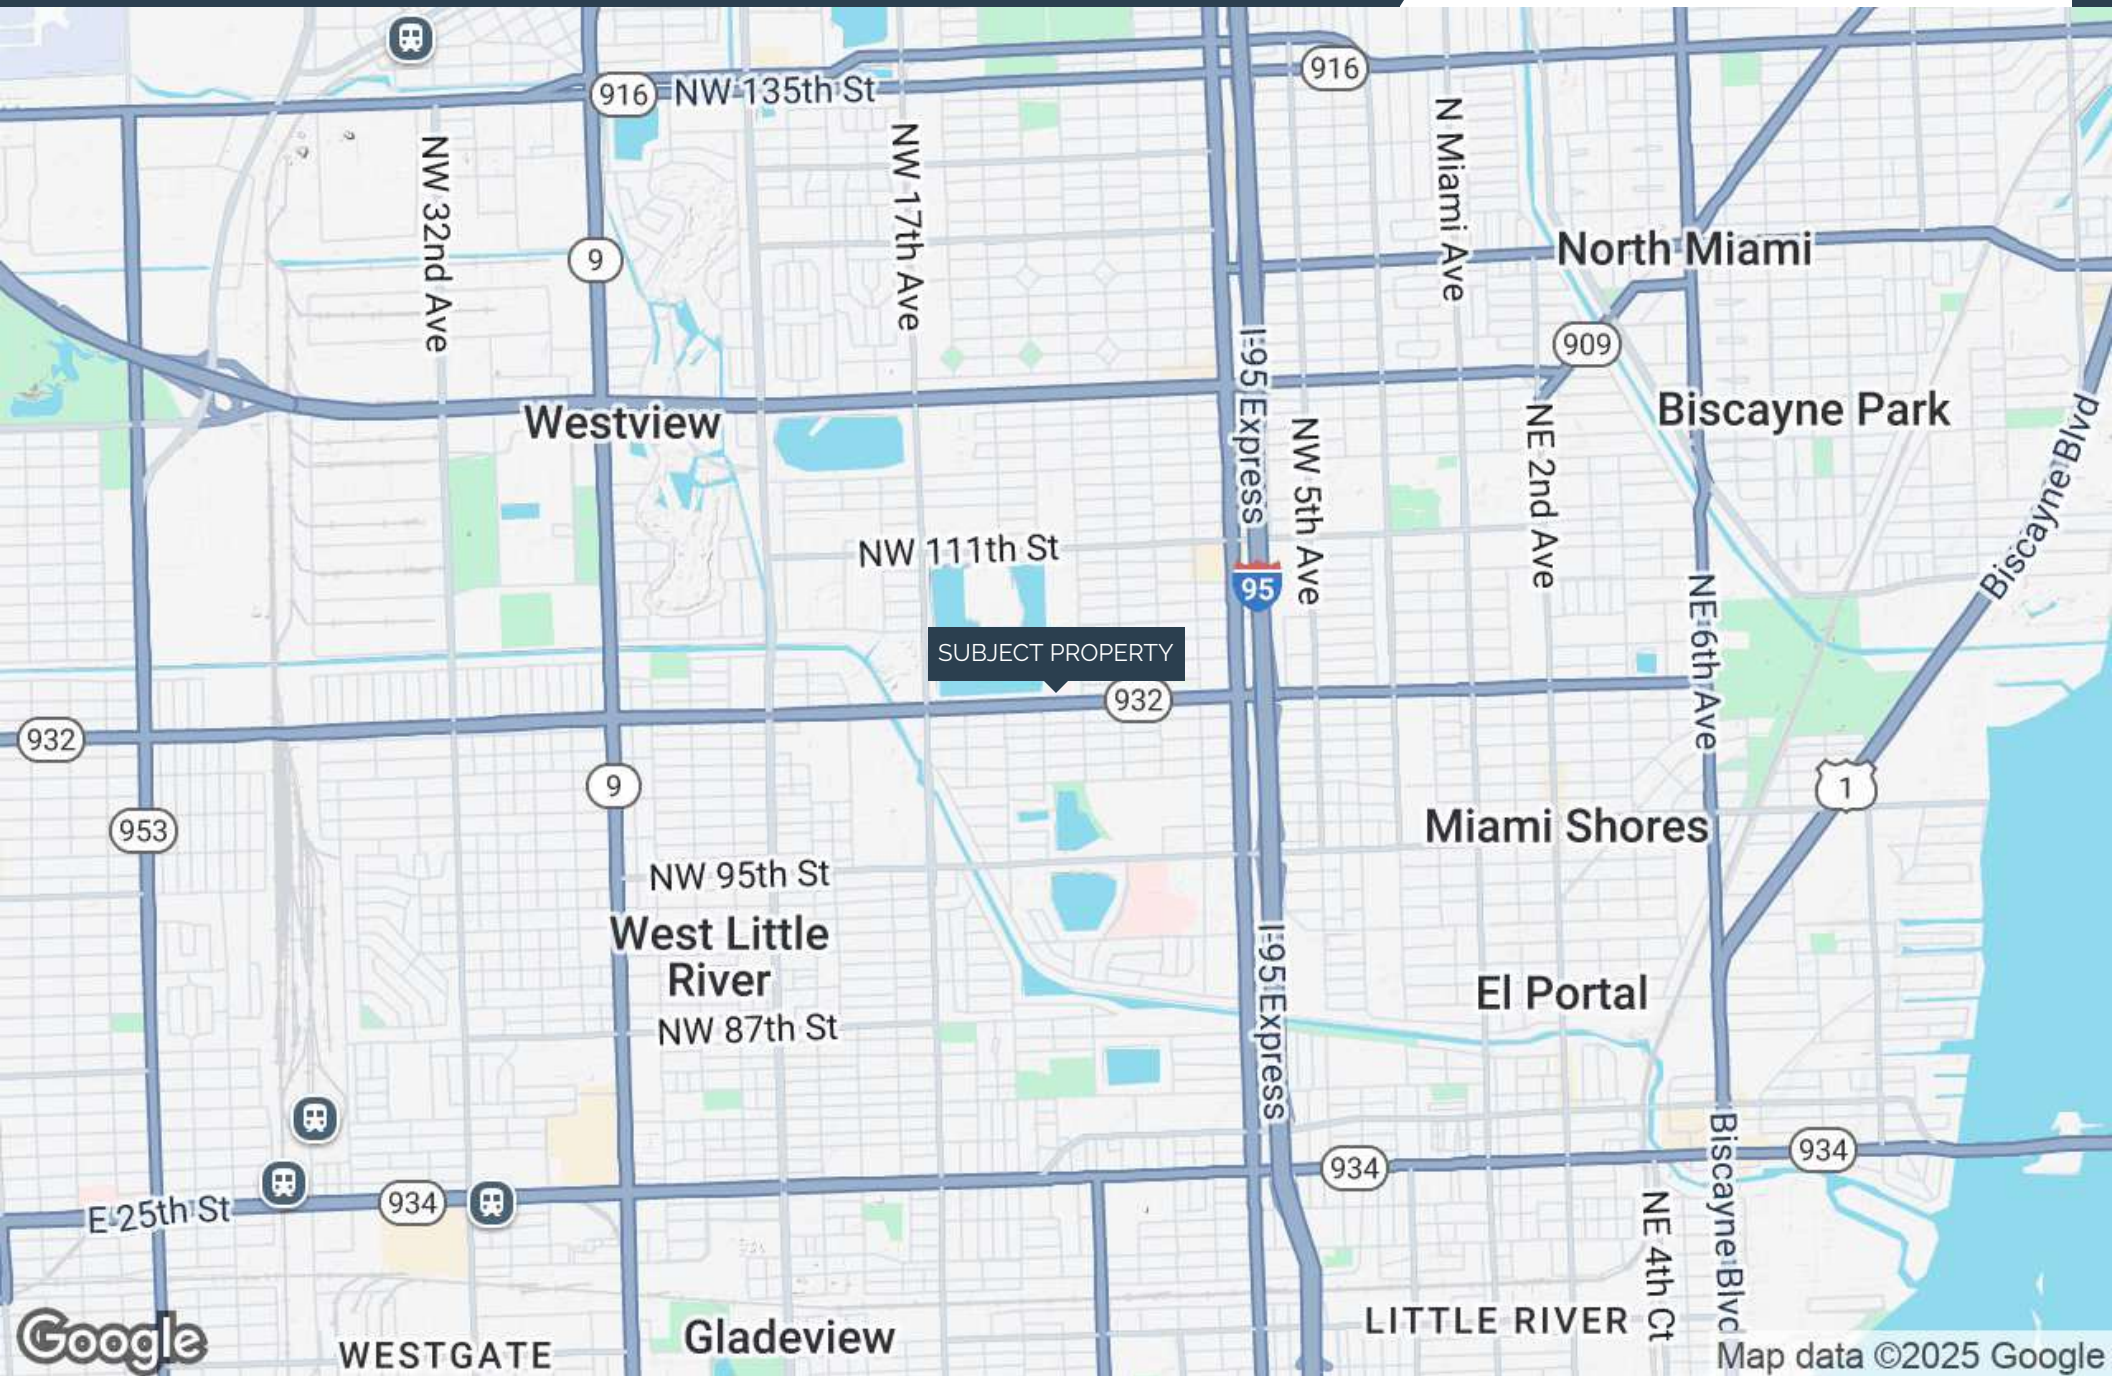 916
NW 135th St
916
NW 32nd Ave
NW 17th Ave
N Miami Ave
9
North Miami
909
I-95 Express
Westview
Biscayne Park
NW 5th Ave
NE 2nd Ave
Biscayne Blvd
NW 111th St
95
NE 6th Ave
SUBJECT PROPERTY
932
932
9
1
953
Miami Shores
NW 95th St
West Little
River
I-95 Express
El Portal
NW 87th St
934
934
Biscayne Blvd
E 25th St
934
NE 4th Ct
LITTLE RIVER
Google
WESTGATE
Gladeview
Map data ©2025 Google